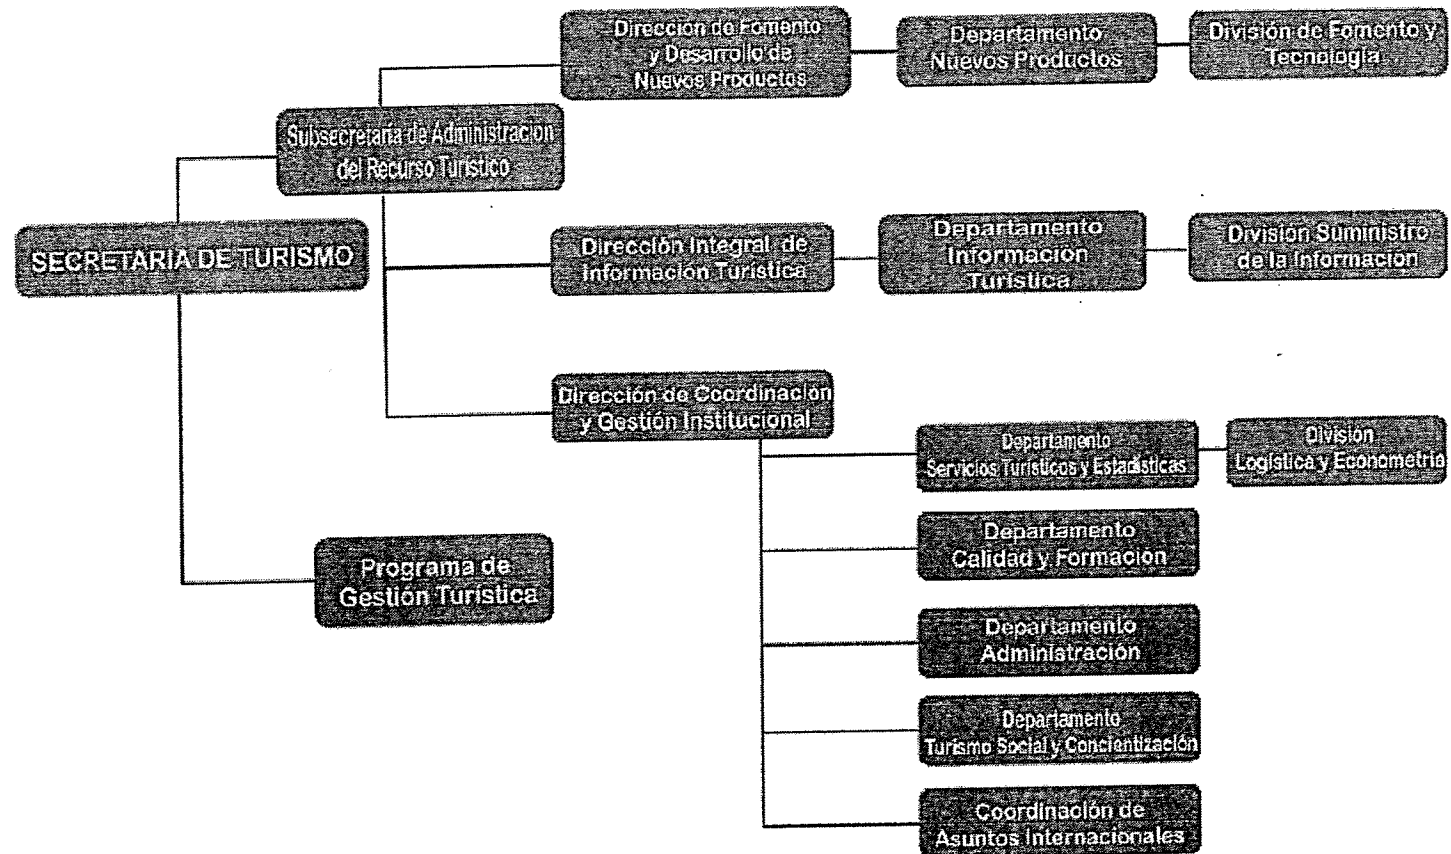 Dirección de Fomento
y Desarrollo de
Nuevos Productos
Departamento
Nuevos Productos
División de Fomento y
Tecnología
Subsecretaría de Administración
del Recurso Turístico
SECRETARIA DE TURISMO
Dirección Integral de
Información Turística
Departamento
Información
Turística
División Suministro
de la Información
Dirección de Coordinación
y Gestión Institucional
Departamento
Servicios Turísticos y Estadísticas
División
Logística y Econometría
Departamento
Calidad y Formación
Programa de
Gestión Turística
Departamento
Administración
Departamento
Turismo Social y Concientización
Coordinación de
Asuntos Internacionales